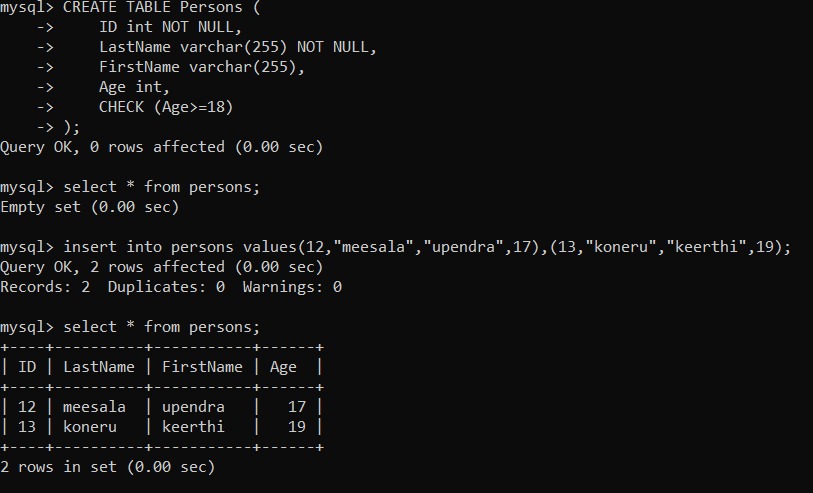 mysql> CREATE TABLE Persons (
    ->     ID int NOT NULL,
    ->     LastName varchar(255) NOT NULL,
    ->     FirstName varchar(255),
    ->     Age int,
    ->     CHECK (Age>=18)
    -> );
Query OK, 0 rows affected (0.00 sec)

mysql> select * from persons;
Empty set (0.00 sec)

mysql> insert into persons values(12,"meesala","upendra",17),(13,"koneru","keerthi",19);
Query OK, 2 rows affected (0.00 sec)
Records: 2  Duplicates: 0  Warnings: 0

mysql> select * from persons;
+----+----------+-----------+------+
| ID | LastName | FirstName | Age  |
+----+----------+-----------+------+
| 12 | meesala  | upendra   |   17 |
| 13 | koneru   | keerthi   |   19 |
+----+----------+-----------+------+
2 rows in set (0.00 sec)